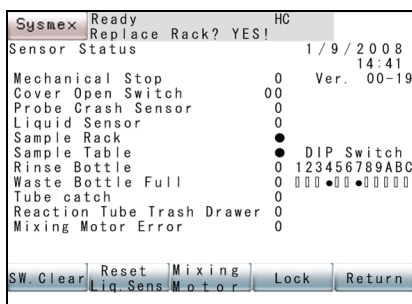 Sysmex Ready HC
Replace Rack? YES!
Sensor Status 1/9/2008
14:41
Mechanical Stop 0 Ver. 00-19
Cover Open Switch 00
Probe Crash Sensor 0
Liquid Sensor 0
Sample Rack ●
Sample Table ● DIP Switch
Rinse Bottle 0 123456789ABC
Waste Bottle Full 0 ▯▯▯●▯▯●▯▯▯▯▯
Tube catch 0
Reaction Tube Trash Drawer 0
Mixing Motor Error 0
SW.Clear Reset Liq.Sens Mixing Motor Lock Return